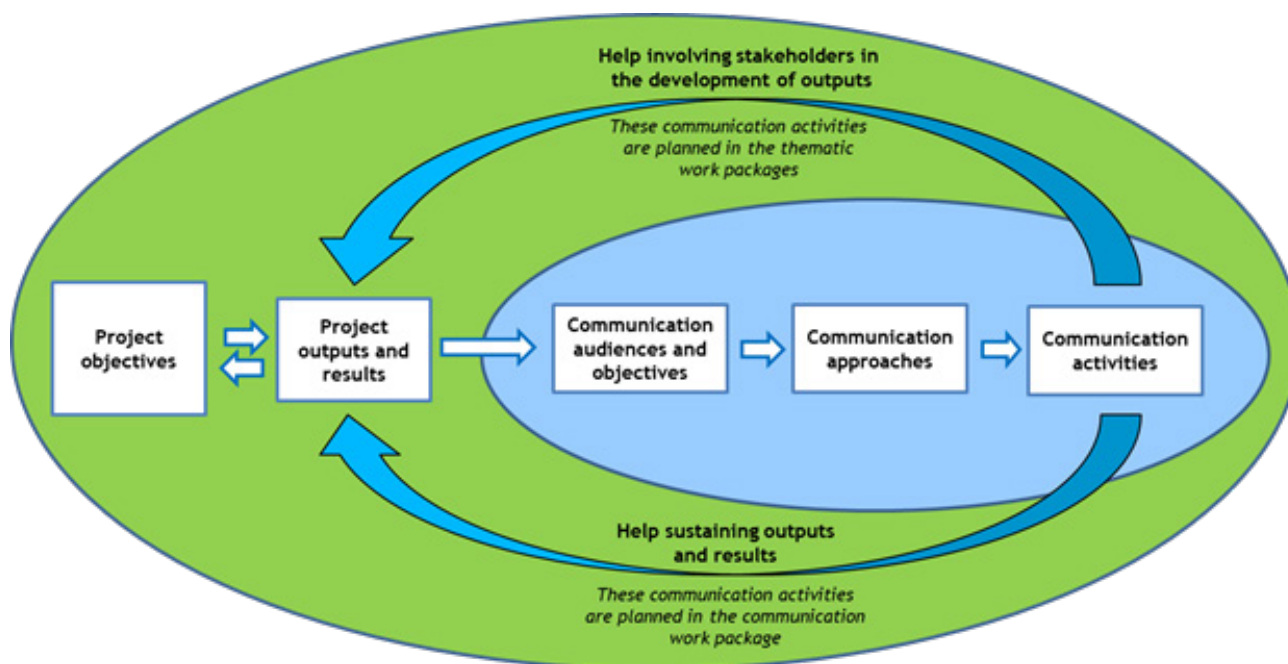 Help involving stakeholders in
the development of outputs
These communication activities
are planned in the thematic
work packages
Project
objectives
Project
outputs and
results
Communication
audiences and
objectives
Communication
approaches
Communication
activities
Help sustaining outputs
and results
These communication activities
are planned in the communication
work package